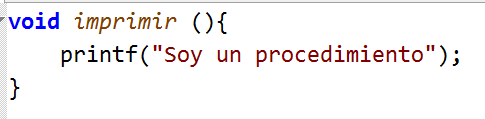 void imprimir (){
    printf("Soy un procedimiento");
}